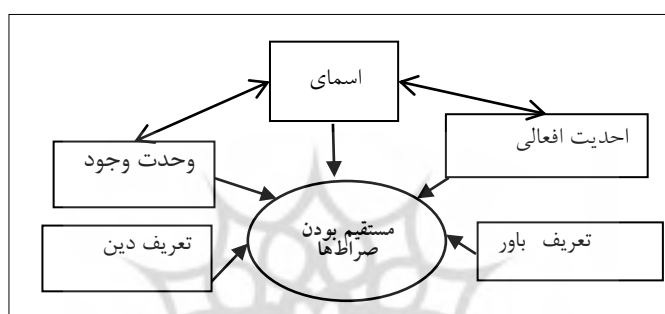 اسمای
احدیت افعالی
وحدت وجود
مستقیم بودن
صراط‌ها
تعریف باور
تعریف دین